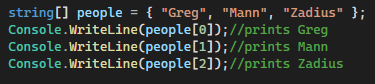 string[] people = { "Greg", "Mann", "Zadius" };
Console.WriteLine(people[0]);//prints Greg
Console.WriteLine(people[1]);//prints Mann
Console.WriteLine(people[2]);//prints Zadius